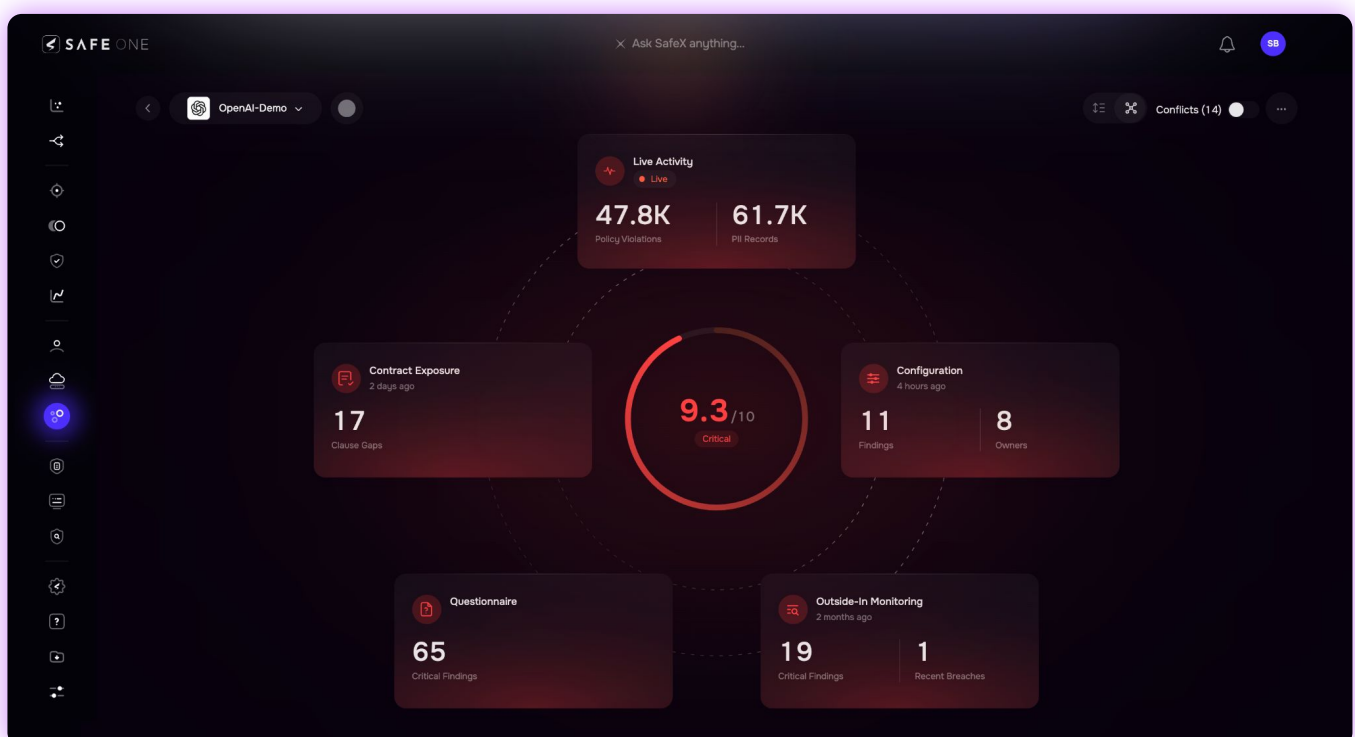 SAFE ONE
Ask SafeX anything...
SB
OpenAI-Demo
Conflicts (14)
Live Activity
Live
47.8K
61.7K
Policy Violations
PII Records
Contract Exposure
2 days ago
17
Clause Gaps
9.3/10
Critical
Configuration
4 hours ago
11
8
Findings
Owners
Questionnaire
65
Critical Findings
Outside-In Monitoring
2 months ago
19
1
Critical Findings
Recent Breaches